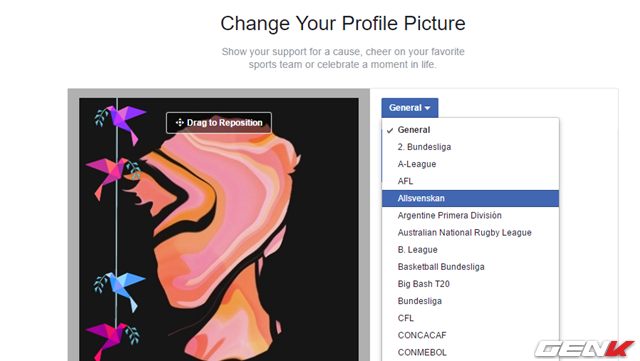 Change Your Profile Picture
Show your support for a cause, cheer on your favorite
sports team or celebrate a moment in life.
Drag to Reposition
General
General
2. Bundesliga
A-League
AFL
Allsvenskan
Argentine Primera División
Australian National Rugby League
B. League
Basketball Bundesliga
Big Bash T20
Bundesliga
CFL
CONCACAF
CONMEBOL
GENK